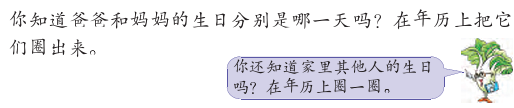 你知道爸爸和妈妈的生日分别是哪一天吗？在年历上把它
们圈出来。
你还知道家里其他人的生日
吗？在年历上圈一圈。